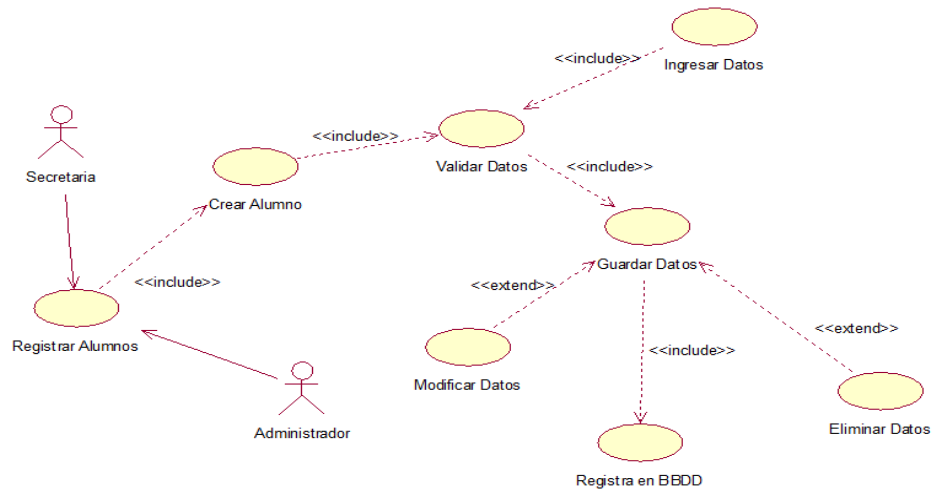 <<include>>
Ingresar Datos
<<include>>
Validar Datos
<<include>>
Secretaria
Crear Alumno
Guardar Datos
<<include>>
<<extend>>
<<extend>>
Registrar Alumnos
<<include>>
Modificar Datos
Eliminar Datos
Administrador
Registra en BBDD